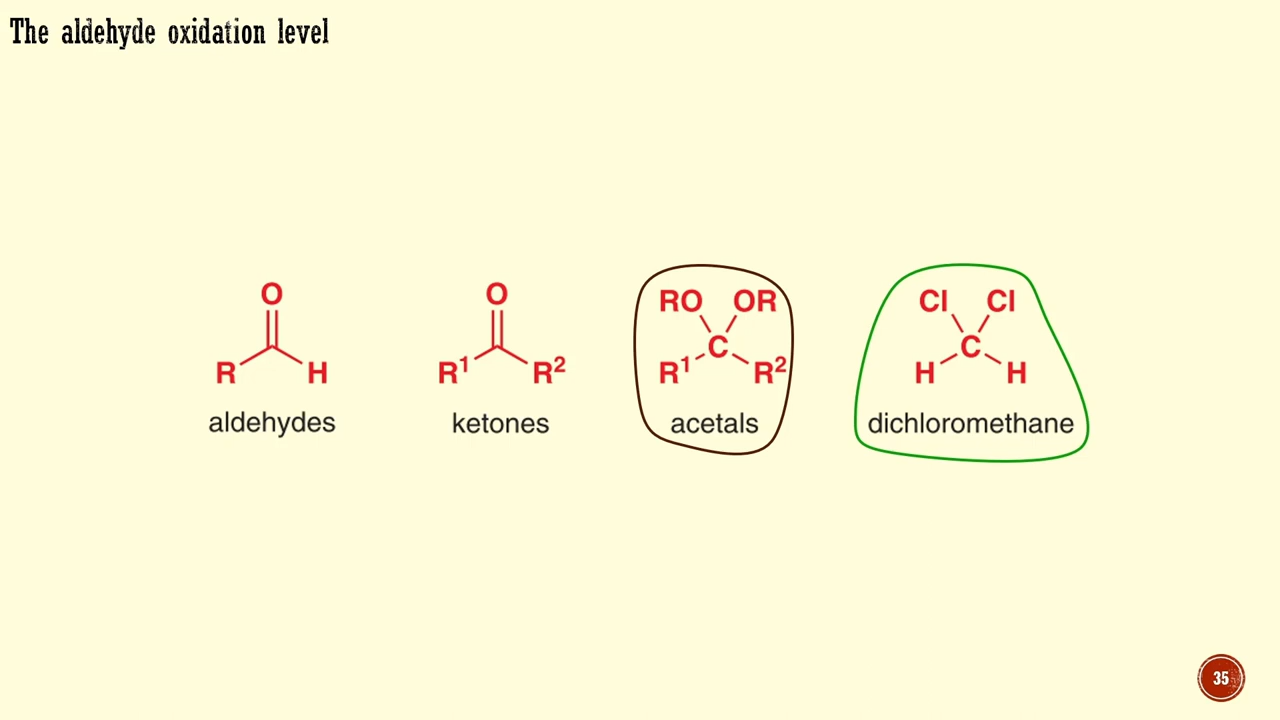 The aldehyde oxidation level
O
R H
aldehydes
O
R¹ R²
ketones
RO OR
C
R¹ R²
acetals
Cl Cl
C
H H
dichloromethane
35